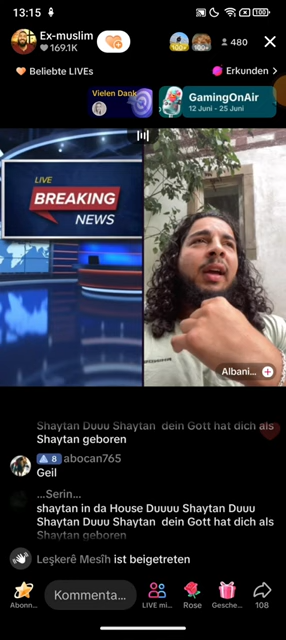 13:15
100
Ex-muslim
169.1K
100+
100+
480
Beliebte LIVEs
Erkunden
Vielen Dank
GamingOnAir
12 Juni - 25 Juni
LIVE
BREAKING
NEWS
Albani...
Shaytan Duuu Shaytan dein Gott hat dich als
Shaytan geboren
8 abocan765
Geil
...Serin...
shaytan in da House Duuuu Shaytan Duuu
Shaytan Duuu Shaytan dein Gott hat dich als
Shaytan geboren
Leşkerê Mesîh ist beigetreten
Kommenta...
Abonn...
LIVE mi...
Rose
Gesche...
108